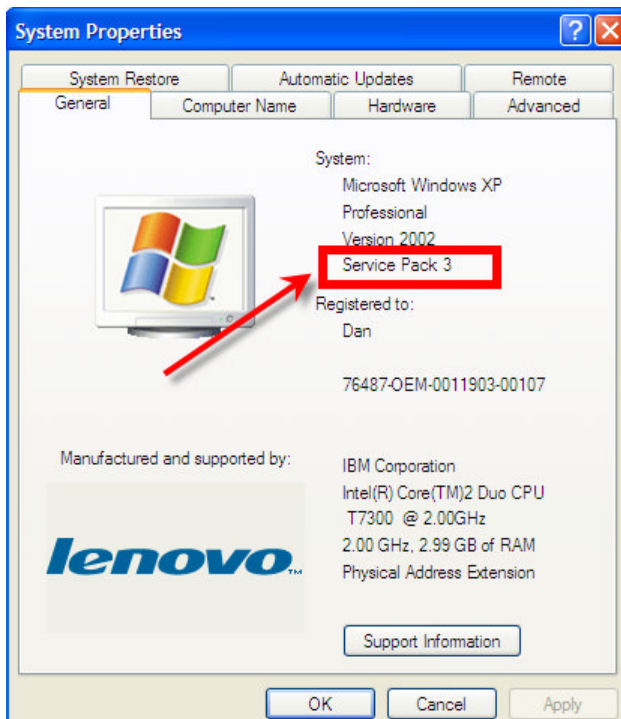 System Properties
System Restore
Automatic Updates
Remote
General
Computer Name
Hardware
Advanced
System:
Microsoft Windows XP
Professional
Version 2002
Service Pack 3
Registered to:
Dan
76487-OEM-0011903-00107
Manufactured and supported by:
lenovo™
IBM Corporation
Intel(R) Core(TM)2 Duo CPU
T7300 @ 2.00GHz
2.00 GHz, 2.99 GB of RAM
Physical Address Extension
Support Information
OK
Cancel
Apply